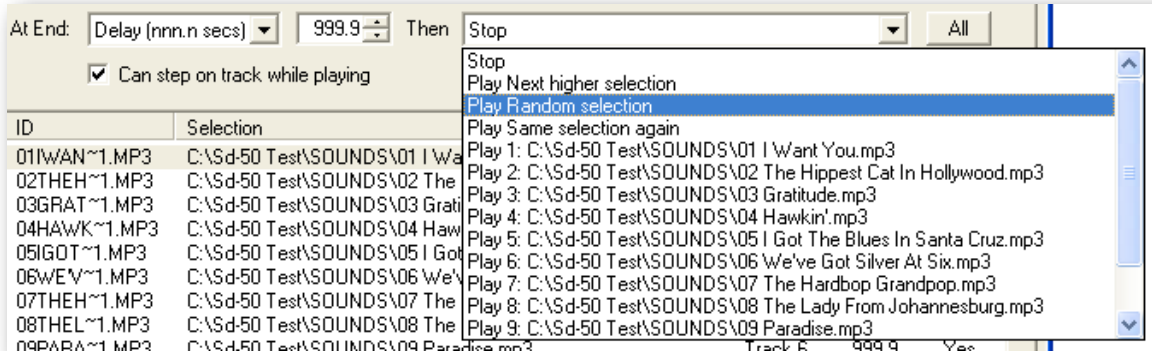 At End: Delay (nnn.n secs) 999.9 Then Stop All
Can step on track while playing
Stop
Play Next higher selection
Play Random selection
Play Same selection again
Play 1: C:\Sd-50 Test\SOUNDS\01 I Want You.mp3
Play 2: C:\Sd-50 Test\SOUNDS\02 The Hippest Cat In Hollywood.mp3
Play 3: C:\Sd-50 Test\SOUNDS\03 Gratitude.mp3
Play 4: C:\Sd-50 Test\SOUNDS\04 Hawkin'.mp3
Play 5: C:\Sd-50 Test\SOUNDS\05 I Got The Blues In Santa Cruz.mp3
Play 6: C:\Sd-50 Test\SOUNDS\06 We've Got Silver At Six.mp3
Play 7: C:\Sd-50 Test\SOUNDS\07 The Hardbop Grandpop.mp3
Play 8: C:\Sd-50 Test\SOUNDS\08 The Lady From Johannesburg.mp3
Play 9: C:\Sd-50 Test\SOUNDS\09 Paradise.mp3
ID Selection
01IWAN~1.MP3 C:\Sd-50 Test\SOUNDS\01 I Wa
02THEH~1.MP3 C:\Sd-50 Test\SOUNDS\02 The
03GRAT~1.MP3 C:\Sd-50 Test\SOUNDS\03 Grati
04HAWK~1.MP3 C:\Sd-50 Test\SOUNDS\04 Haw
05IGOT~1.MP3 C:\Sd-50 Test\SOUNDS\05 I Got
06WE'V~1.MP3 C:\Sd-50 Test\SOUNDS\06 We'v
07THEH~1.MP3 C:\Sd-50 Test\SOUNDS\07 The
08THEL~1.MP3 C:\Sd-50 Test\SOUNDS\08 The
09PARA~1.MP3 C:\Sd-50 Test\SOUNDS\09 Paradise.mp3 Track 6 999.9 Yes